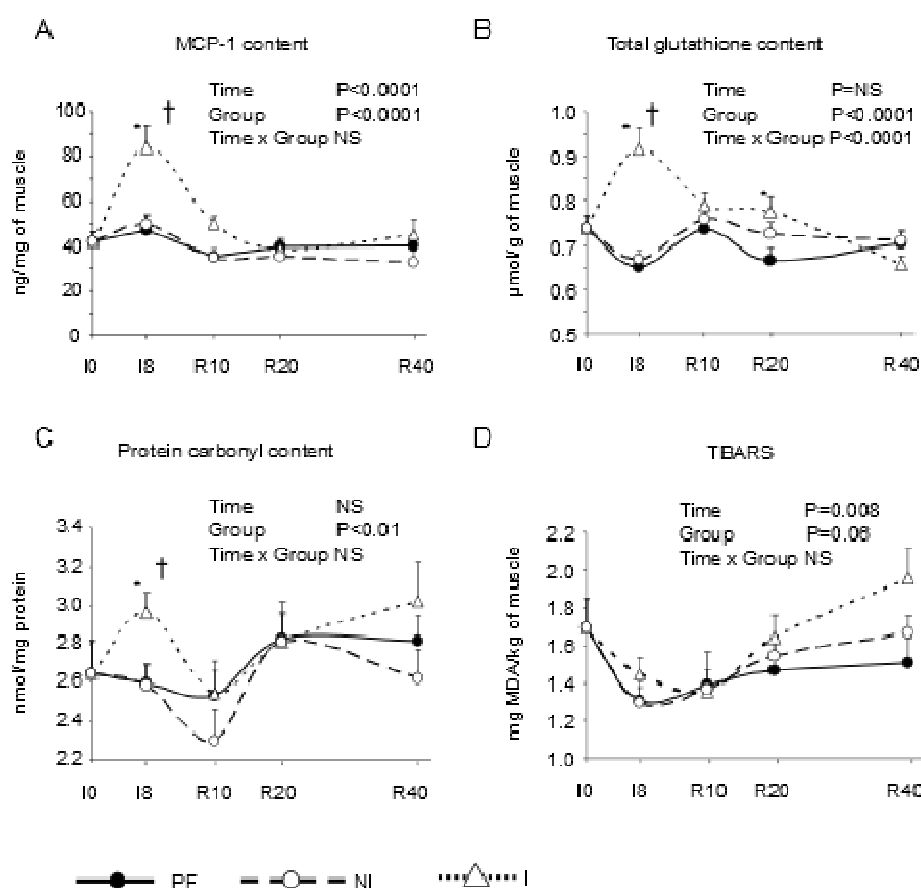 A
MCP-1 content
Time P<0.0001
Group P<0.0001
Time x Group NS
* †
100
80
60
40
20
0
ng/mg of muscle
I0 I8 R10 R20 R40
B
Total glutathione content
Time P=NS
Group P<0.0001
Time x Group P<0.0001
* †
*
1.0
0.9
0.8
0.7
0.6
0.5
µmol/g of muscle
I0 I8 R10 R20 R40
C
Protein carbonyl content
Time NS
Group P<0.01
Time x Group NS
* †
3.4
3.2
3.0
2.8
2.6
2.4
2.2
nmol/mg protein
I0 I8 R10 R20 R40
D
TBARS
Time P=0.008
Group P=0.06
Time x Group NS
2.2
2.0
1.8
1.6
1.4
1.2
1.0
MDA/kg of muscle
I0 I8 R10 R20 R40
PF NI I